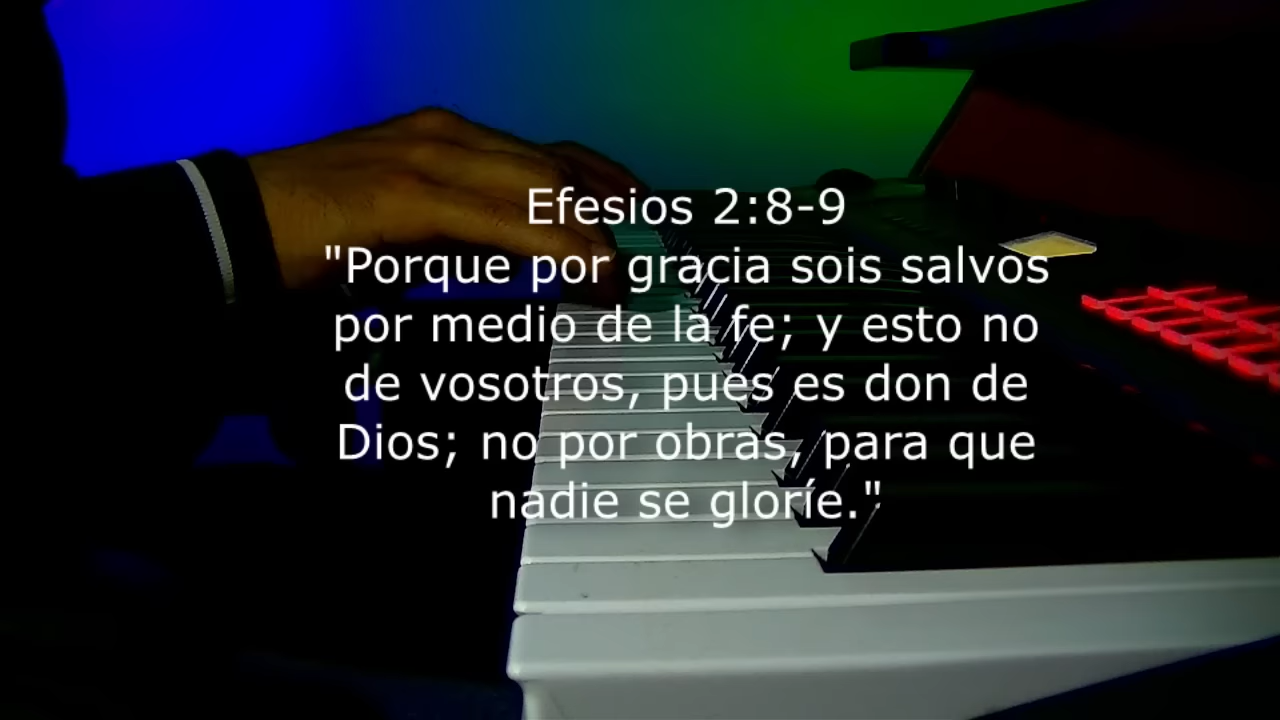 Efesios 2:8-9
"Porque por gracia sois salvos
por medio de la fe; y esto no
de vosotros, pues es don de
Dios; no por obras, para que
nadie se gloríe."